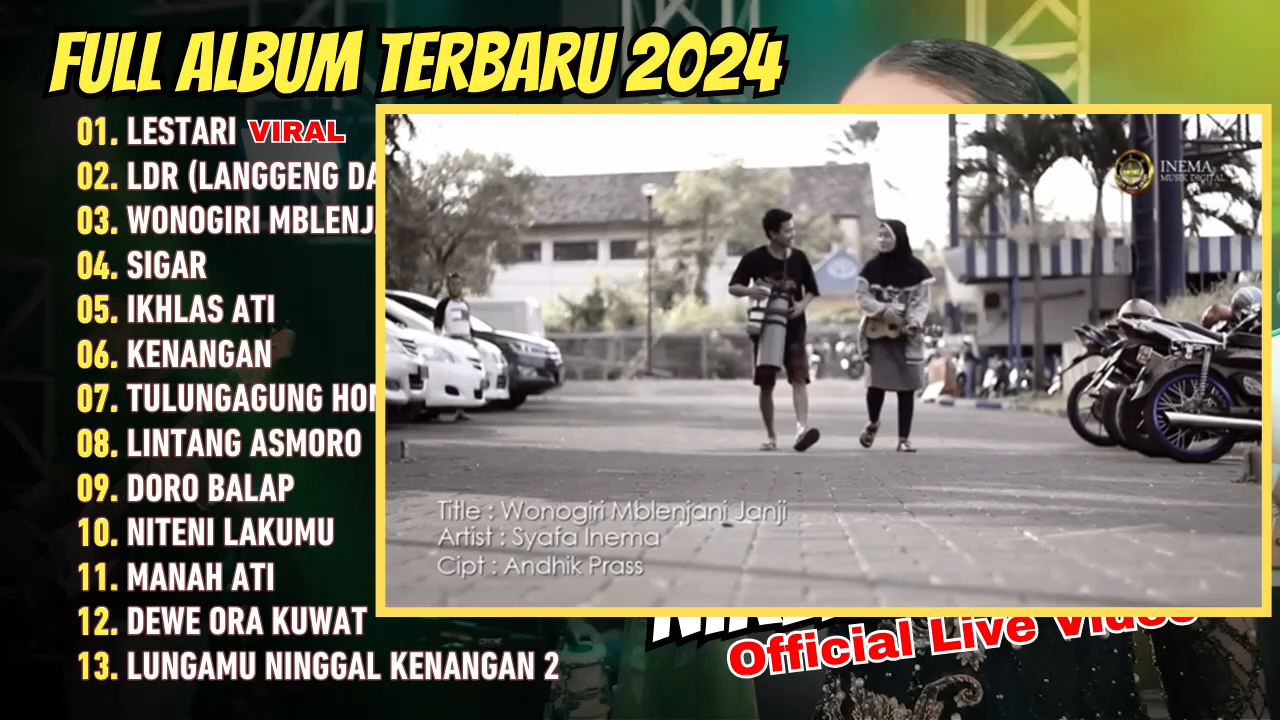 FULL ALBUM TERBARU 2024
01. LESTARI VIRAL
02. LDR (LANGGENG
03. WONOGIRI
04. SIGAR
05. IKHLAS ATI
06. KENANGAN
07. TULUNGAGUNG
08. LINTANG ASMORO
09. DORO BALAP
10. NITENI LAKUMU
11. MANAH ATI
12. DEWE ORA KUWAT
13. LUNGAMU NINGGAL KENANGAN 2
INEMA
MUSIK DIGITAL
Title : Wonogiri Mblenjani Janji
Artist : Syafa Inema
Cipt : Andhik Prass
Official Live Video